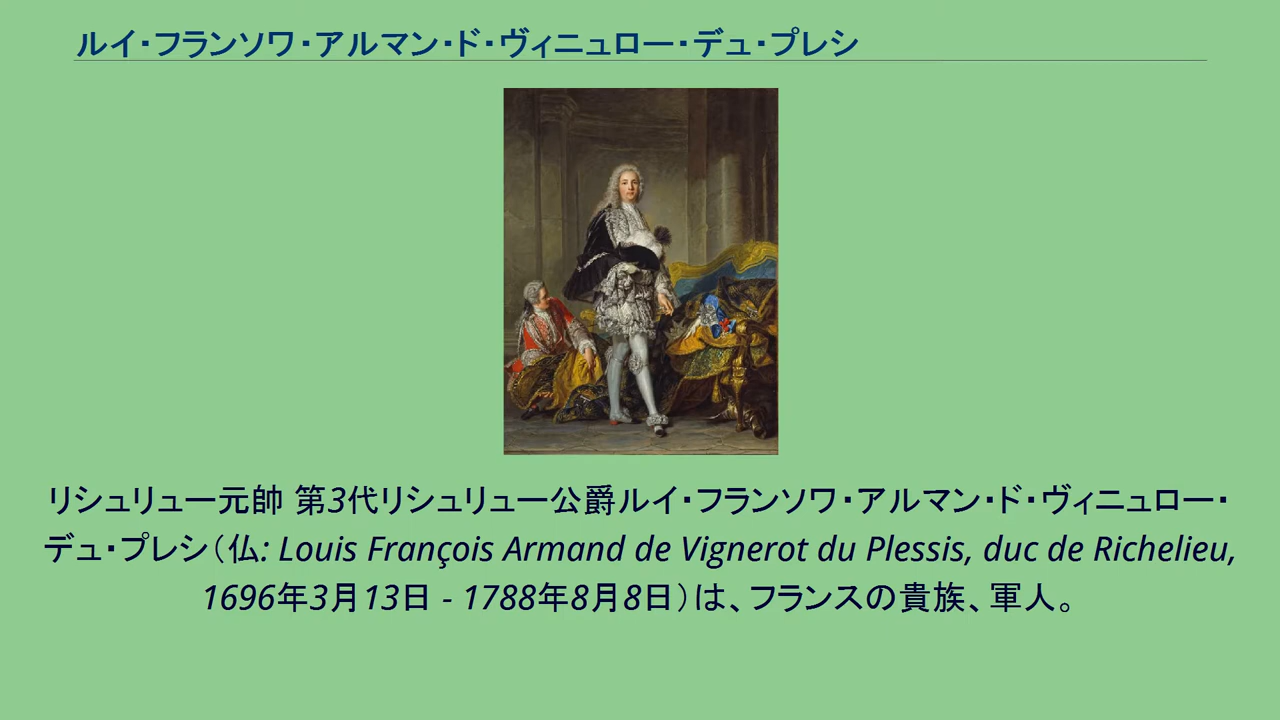 ルイ・フランソワ・アルマン・ド・ヴィニュロー・デュ・プレシ
リシュリュー元帥 第3代リシュリュー公爵ルイ・フランソワ・アルマン・ド・ヴィニュロー・
デュ・プレシ（仏: Louis François Armand de Vignerot du Plessis, duc de Richelieu,
1696年3月13日 - 1788年8月8日）は、フランスの貴族、軍人。